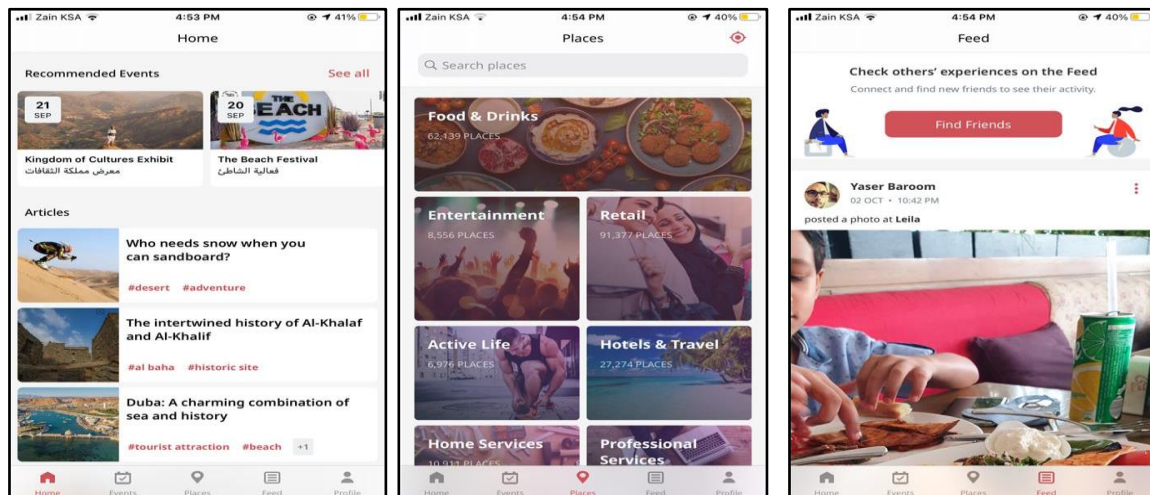 Zain KSA
4:53 PM
41%
Home
Recommended Events
See all
21
SEP
20
SEP
THE
BEACH
Kingdom of Cultures Exhibit
معرض مملكة الثقافات
The Beach Festival
فعالية الشاطئ
Articles
Who needs snow when you
can sandboard?
#desert #adventure
The intertwined history of Al-Khalaf
and Al-Khalif
#al baha #historic site
Duba: A charming combination of
sea and history
#tourist attraction #beach +1
Home Events Places Feed Profile
Zain KSA
4:54 PM
40%
Places
Search places
Food & Drinks
62,139 PLACES
Entertainment
8,556 PLACES
Retail
91,377 PLACES
Active Life
6,976 PLACES
Hotels & Travel
27,274 PLACES
Home Services
10,911 PLACES
Professional
Services
Home Events Places Feed Profile
Zain KSA
4:54 PM
40%
Feed
Check others' experiences on the Feed
Connect and find new friends to see their activity.
Find Friends
Yaser Baroom
02 OCT • 10:42 PM
posted a photo at Leila
Home Events Places Feed Profile